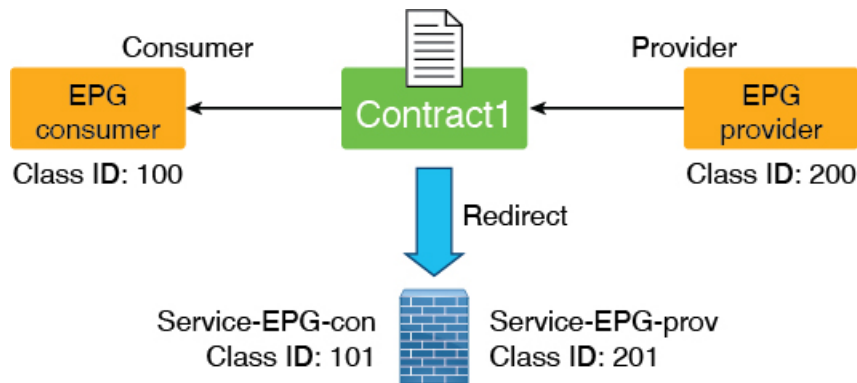 Consumer
Provider
EPG
consumer
Contract1
EPG
provider
Class ID: 100
Class ID: 200
Redirect
Service-EPG-con
Class ID: 101
Service-EPG-prov
Class ID: 201